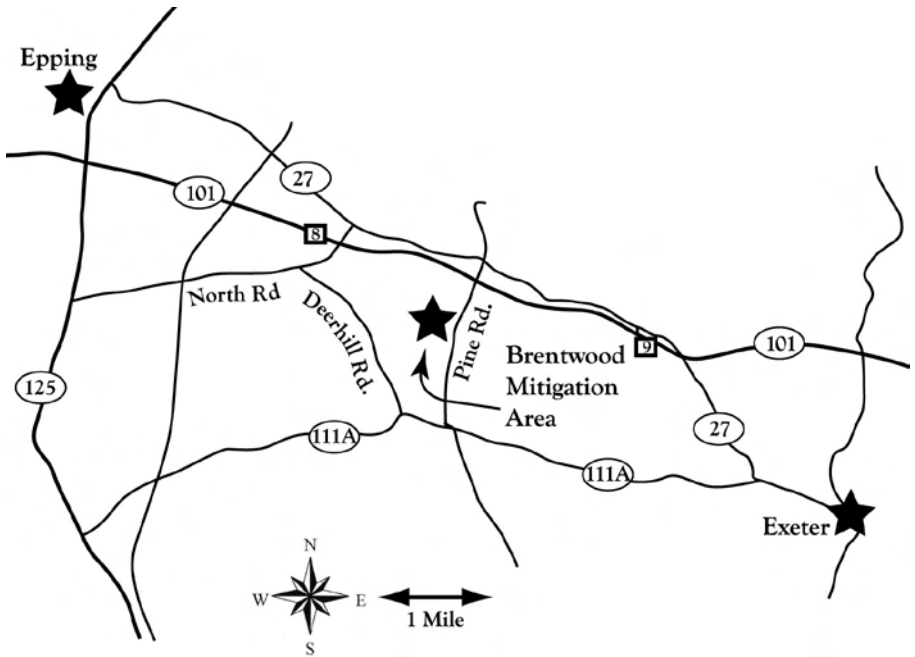 Epping
27
101
8
North Rd
Deerhill Rd.
Pine Rd.
9
101
Brentwood
Mitigation
Area
125
27
111A
111A
Exeter
N
W
E
S
1 Mile